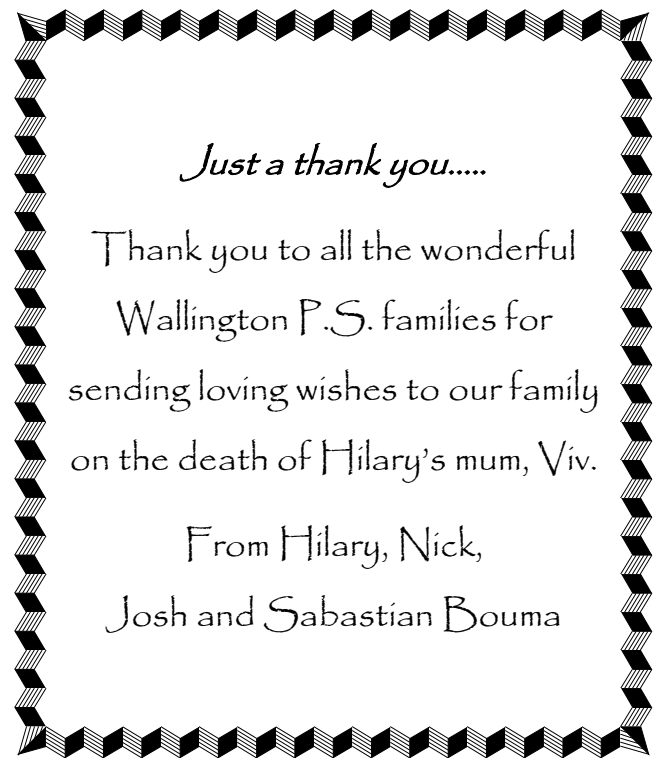 Just a thank you.....
Thank you to all the wonderful
Wallington P.S. families for
sending loving wishes to our family
on the death of Hilary’s mum, Viv.
From Hilary, Nick,
Josh and Sabastian Bouma